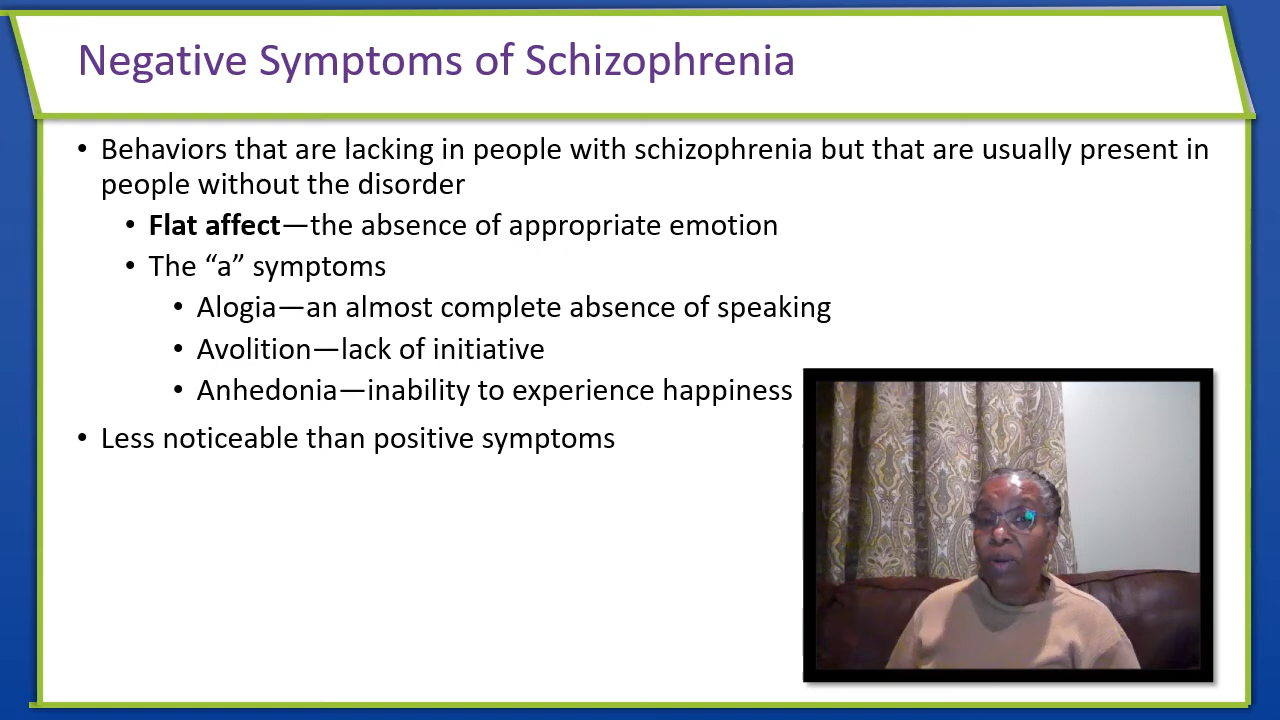 Negative Symptoms of Schizophrenia
• Behaviors that are lacking in people with schizophrenia but that are usually present in
people without the disorder
• Flat affect—the absence of appropriate emotion
• The “a” symptoms
• Alogia—an almost complete absence of speaking
• Avolition—lack of initiative
• Anhedonia—inability to experience happiness
• Less noticeable than positive symptoms